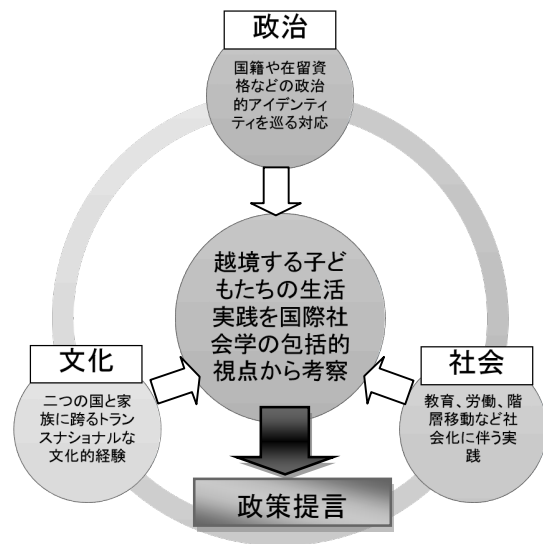 政治
国籍や在留資
格などの政治
的アイデンティ
ティを巡る対応
越境する子ど
もたちの生活
実践を国際社
会学の包括的
視点から考察
文化
二つの国と家
族に跨るトラン
スナショナルな
文化的経験
社会
教育、労働、階
層移動など社
会化に伴う実
践
政策提言